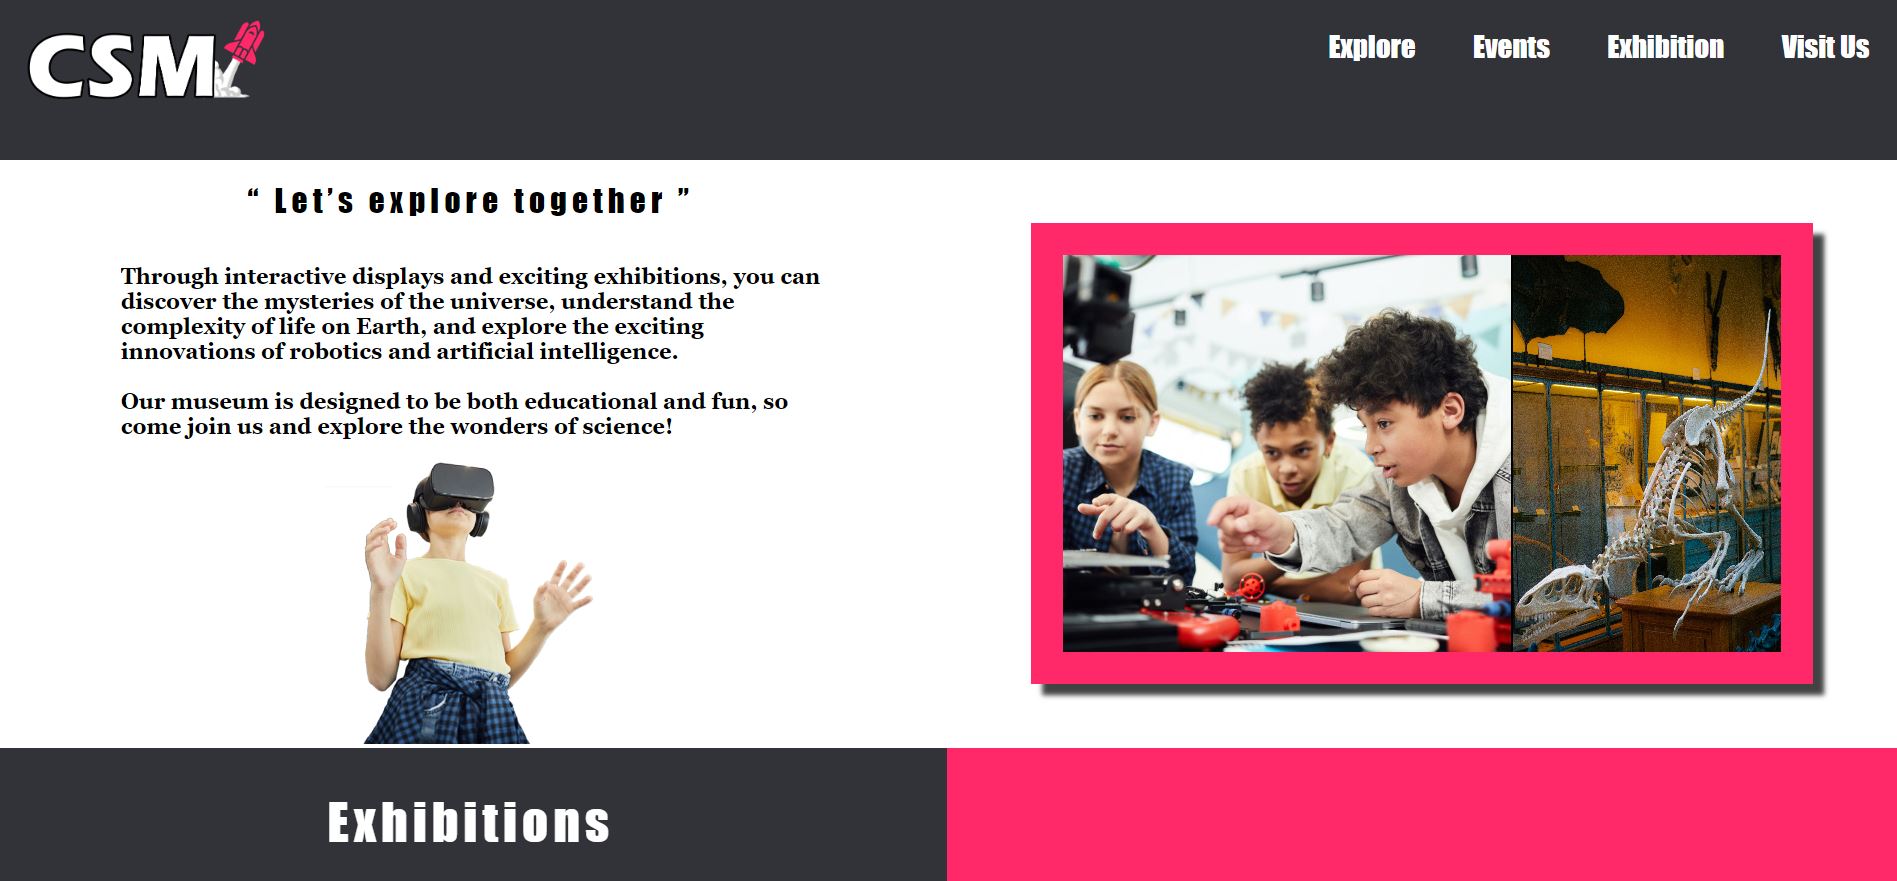 CSM
Explore
Events
Exhibition
Visit Us
“ Let’s explore together ”
Through interactive displays and exciting exhibitions, you can
discover the mysteries of the universe, understand the
complexity of life on Earth, and explore the exciting
innovations of robotics and artificial intelligence.
Our museum is designed to be both educational and fun, so
come join us and explore the wonders of science!
Exhibitions